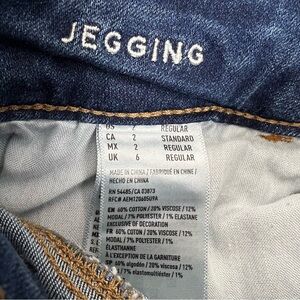 JEGGING
US 2 REGULAR
CA 2 STANDARD
MX 2 REGULAR
UK 6 REGULAR
MADE IN CHINA / FABRIQUÉ EN CHINE /
HECHO EN CHINA
RN 54485/CA 03873
EN 60% COTTON / 20% VISCOSE / 12%
MODAL / 7% POLYESTER / 1% ELASTANE
EXCLUSIVE OF DECORATION
FR 60% COTON / 20% VISCOSE / 12%
MODAL / 7% POLYESTER / 1%
ÉLASTHANNE
À L'EXCEPTION DE LA GARNITURE
SP 60% algodón / 20% viscosa / 12%
/ 7% / 1%